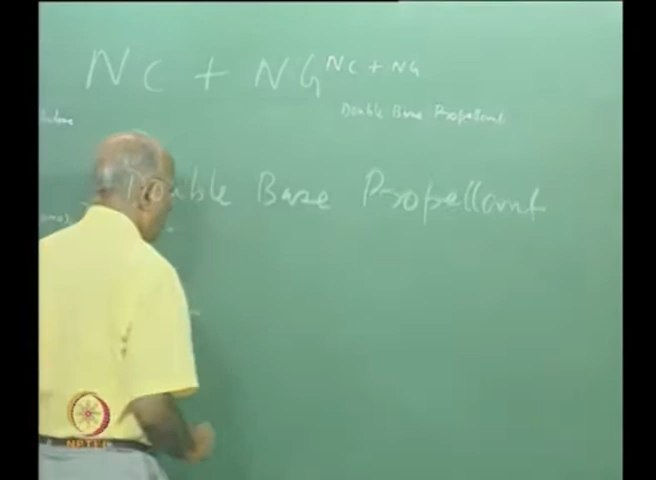 NC + NG
NC + NG
Double Base Propellant
Double Base Propellant
NPTEL